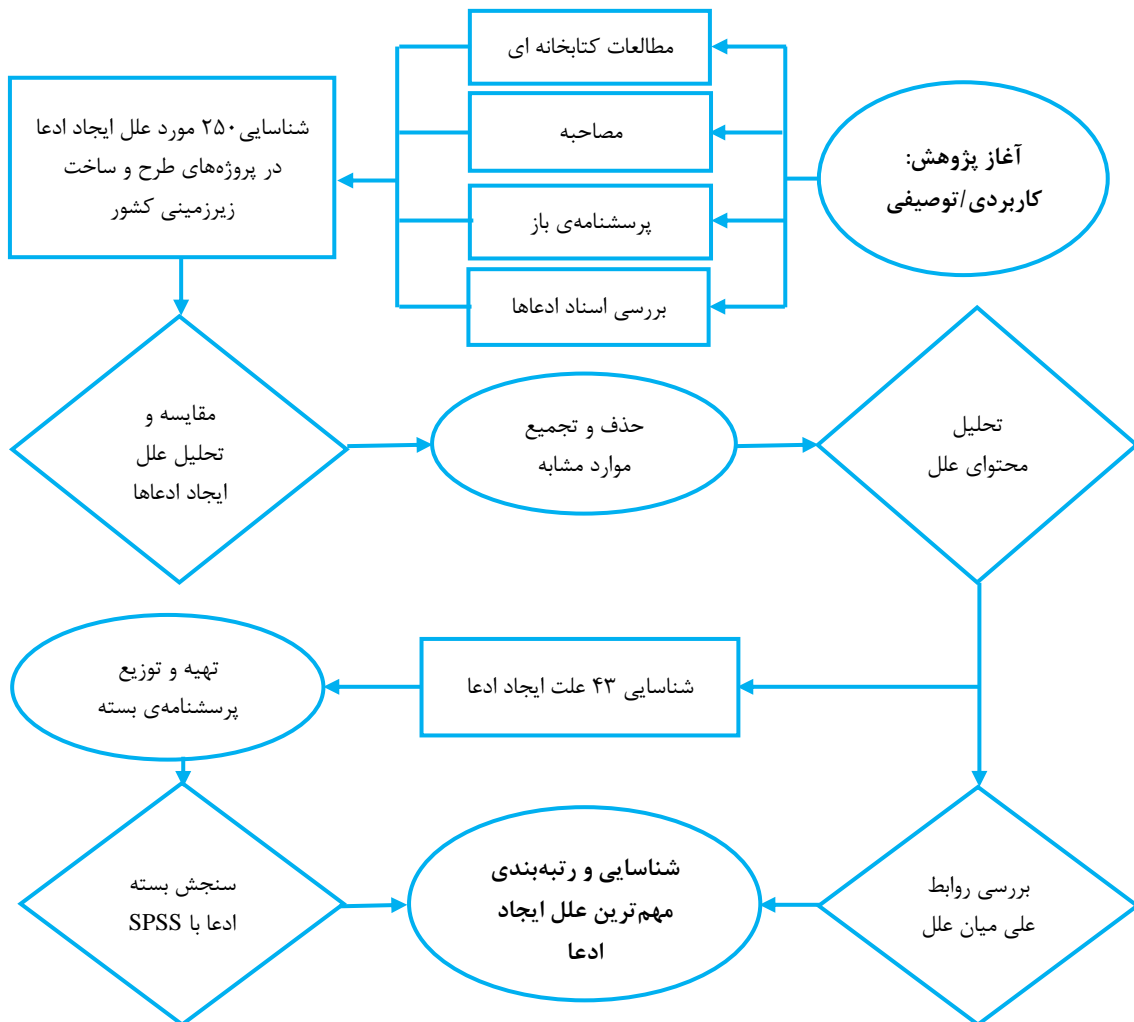 آغاز پژوهش:
کاربردی/توصیفی
مطالعات کتابخانه ای
مصاحبه
پرسشنامه‌ی باز
بررسی اسناد ادعاها
شناسایی۲۵۰ مورد علل ایجاد ادعا
در پروژه‌های طرح و ساخت
زیرزمینی کشور
مقایسه و
تحلیل علل
ایجاد ادعاها
حذف و تجمیع
موارد مشابه
تحلیل
محتوای علل
شناسایی ۴۳ علت ایجاد ادعا
تهیه و توزیع
پرسشنامه‌ی بسته
سنجش بسته
ادعا با SPSS
بررسی روابط
علی میان علل
شناسایی و رتبه‌بندی
مهم‌ترین علل ایجاد
ادعا